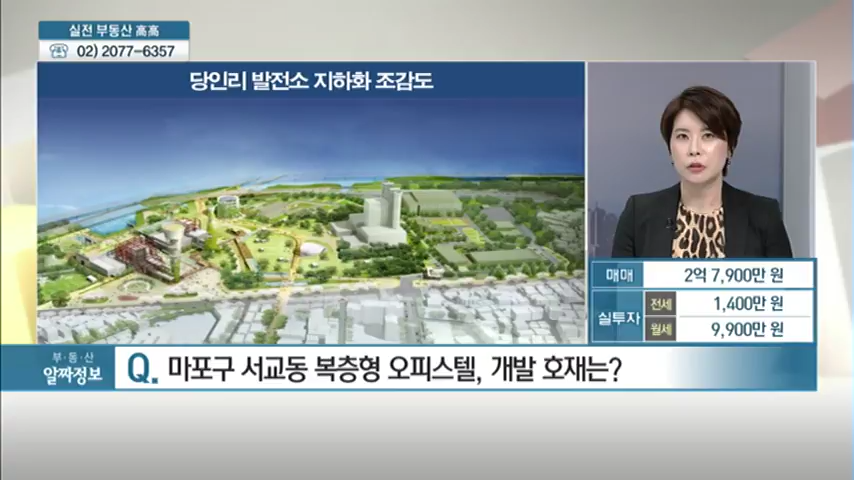 실전 부동산 高高
02) 2077-6357
당인리 발전소 지하화 조감도
매매 2억 7,900만 원
실투자
전세 1,400만 원
월세 9,900만 원
부·동·산
알짜정보
Q. 마포구 서교동 복층형 오피스텔, 개발 호재는?